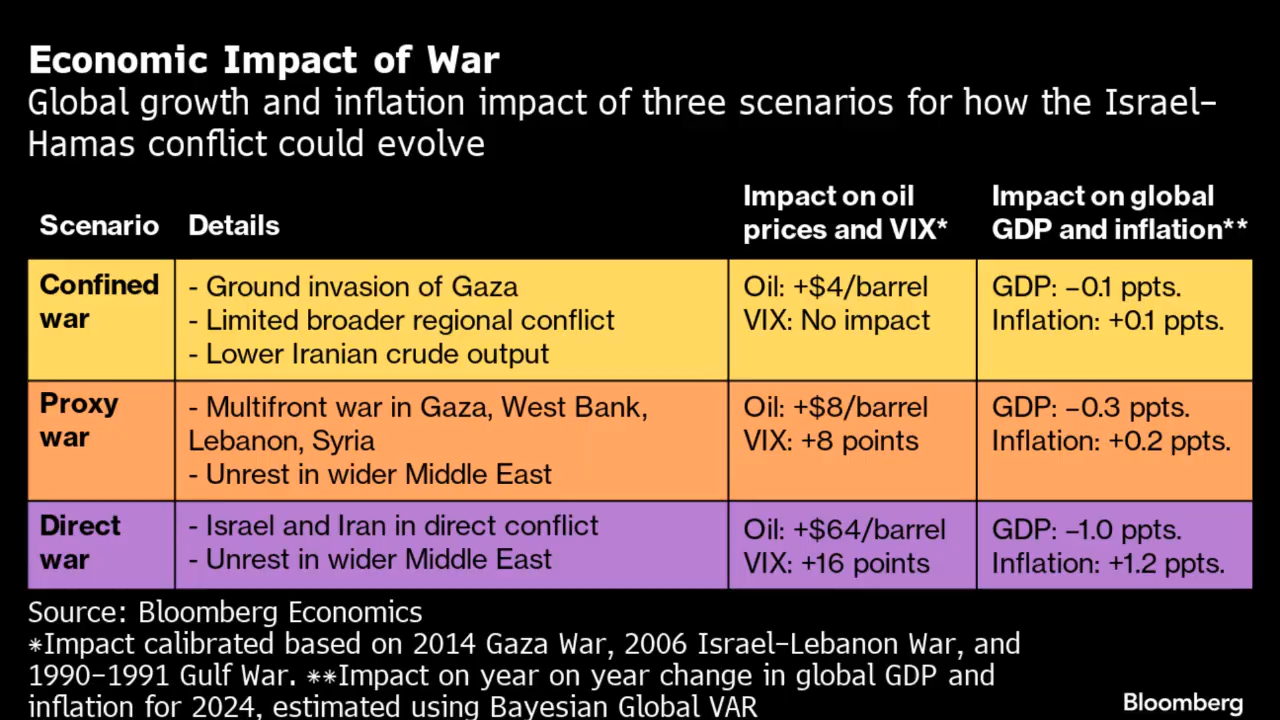 Economic Impact of War
Global growth and inflation impact of three scenarios for how the Israel-
Hamas conflict could evolve
Scenario
Details
Impact on oil
prices and VIX*
Impact on global
GDP and inflation**
Confined
war
- Ground invasion of Gaza
- Limited broader regional conflict
- Lower Iranian crude output
Oil: +$4/barrel
VIX: No impact
GDP: −0.1 ppts.
Inflation: +0.1 ppts.
Proxy
war
- Multifront war in Gaza, West Bank,
Lebanon, Syria
- Unrest in wider Middle East
Oil: +$8/barrel
VIX: +8 points
GDP: −0.3 ppts.
Inflation: +0.2 ppts.
Direct
war
- Israel and Iran in direct conflict
- Unrest in wider Middle East
Oil: +$64/barrel
VIX: +16 points
GDP: −1.0 ppts.
Inflation: +1.2 ppts.
Source: Bloomberg Economics
*Impact calibrated based on 2014 Gaza War, 2006 Israel-Lebanon War, and
1990-1991 Gulf War. **Impact on year on year change in global GDP and
inflation for 2024, estimated using Bayesian Global VAR
Bloomberg